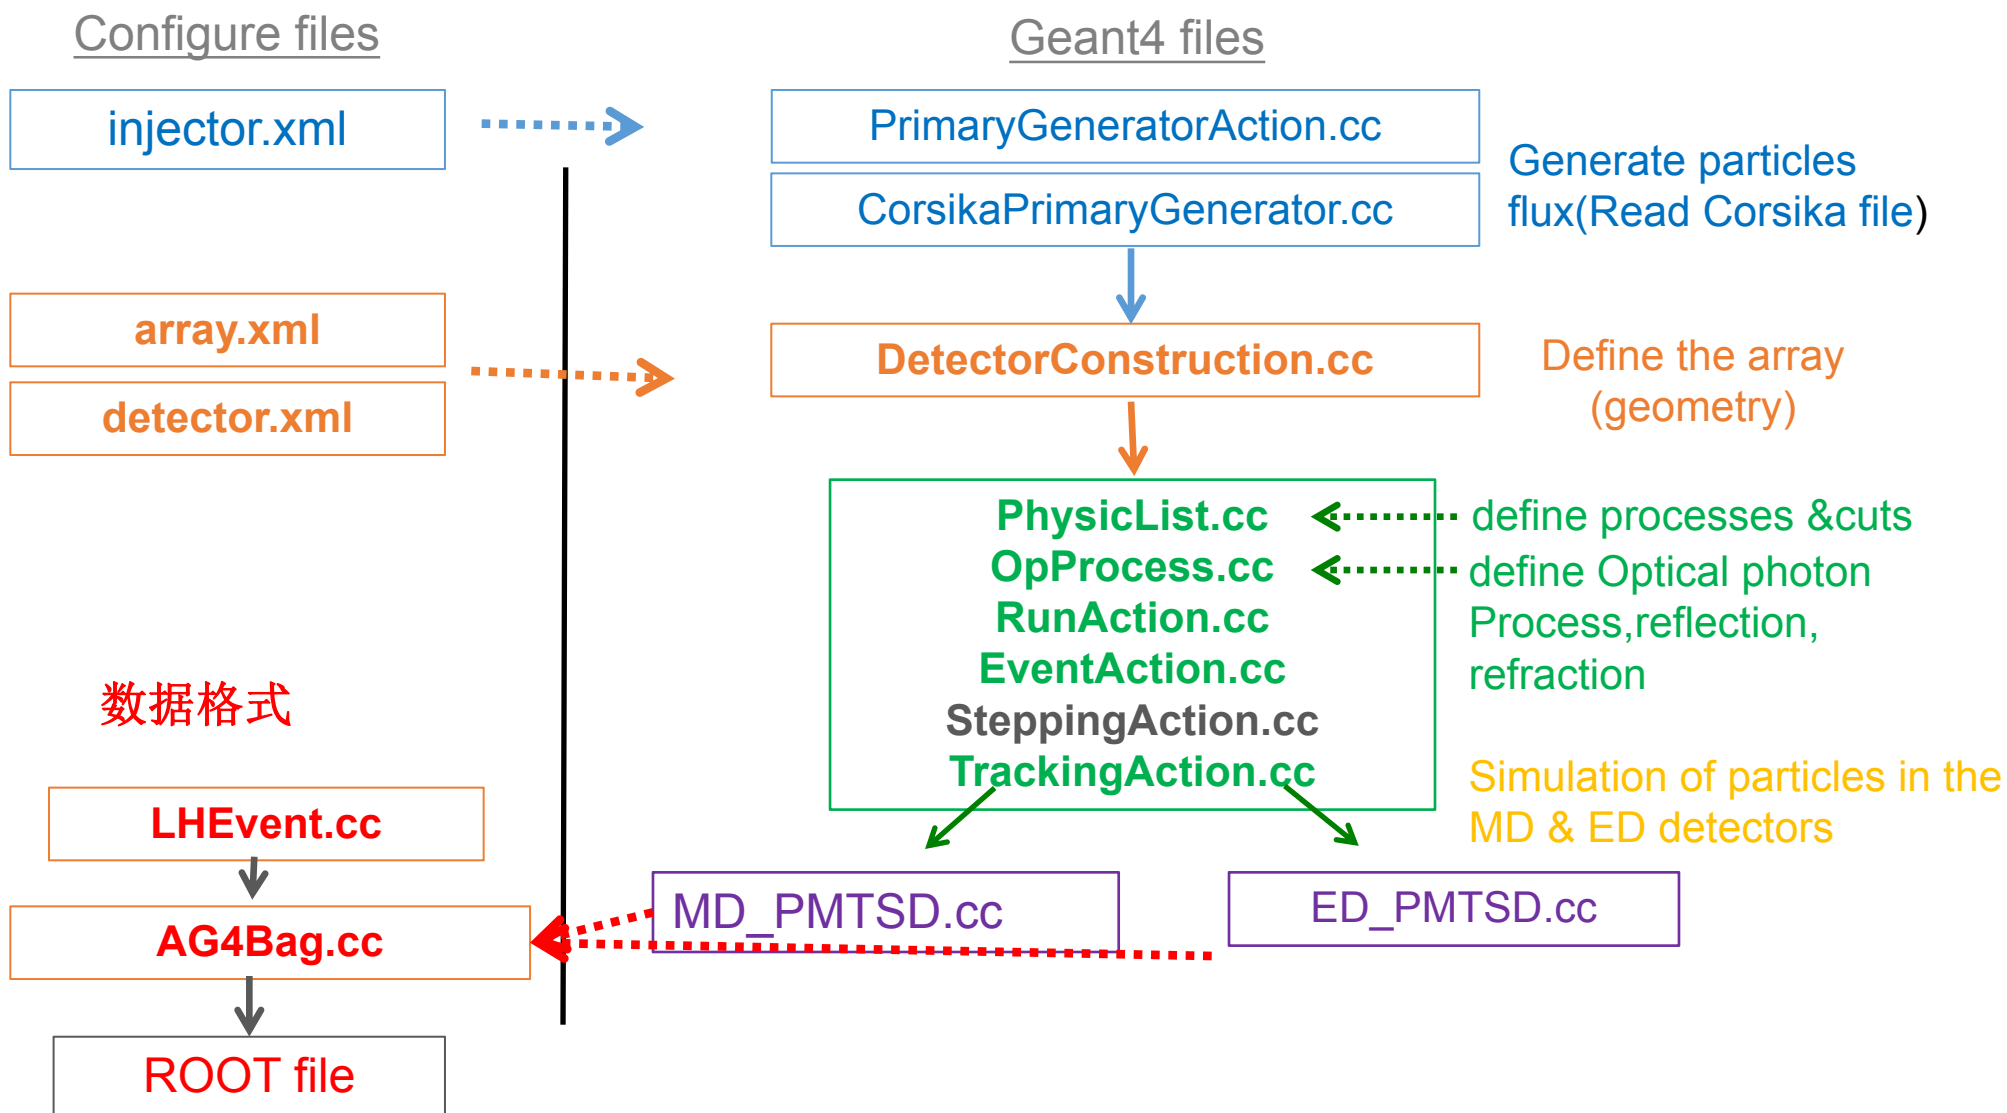 Configure files
Geant4 files
injector.xml
PrimaryGeneratorAction.cc
CorsikaPrimaryGenerator.cc
Generate particles
flux(Read Corsika file)
array.xml
detector.xml
DetectorConstruction.cc
Define the array
(geometry)
PhysicList.cc
OpProcess.cc
RunAction.cc
EventAction.cc
SteppingAction.cc
TrackingAction.cc
define processes &cuts
define Optical photon
Process,reflection,
refraction
Simulation of particles in the
MD & ED detectors
数据格式
LHEvent.cc
AG4Bag.cc
ROOT file
MD_PMTSD.cc
ED_PMTSD.cc